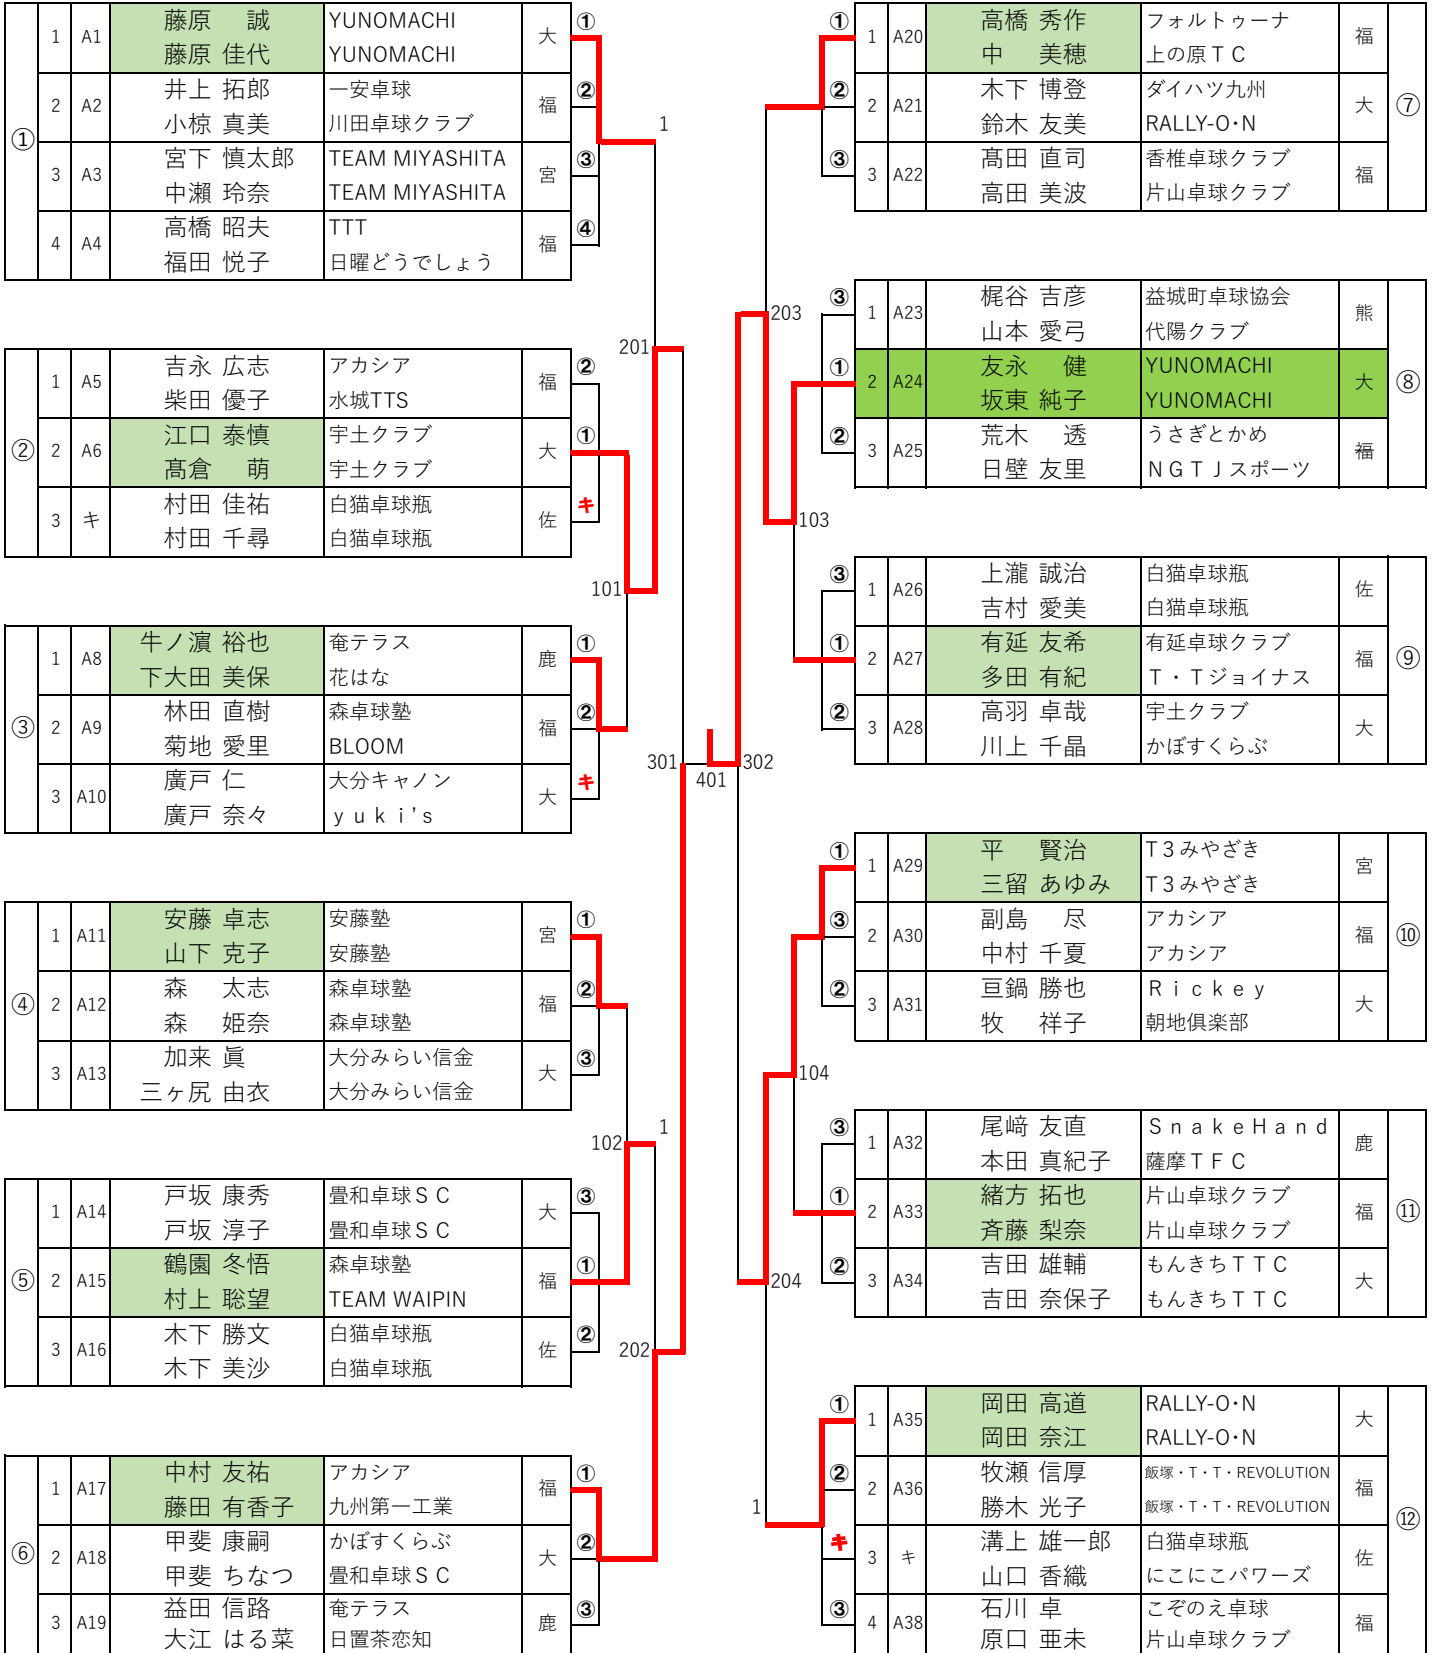 ①
1 A1 藤原 誠 YUNOMACHI 大 ①
藤原 佳代 YUNOMACHI
2 A2 井上 拓郎 一安卓球 福 ②
小椋 真美 川田卓球クラブ
3 A3 宮下 慎太郎 TEAM MIYASHITA 宮 ③
中瀬 玲奈 TEAM MIYASHITA
4 A4 高橋 昭夫 TTT 福 ④
福田 悦子 日曜どうでしょう
1
②
1 A5 吉永 広志 アカシア 福 ②
柴田 優子 水城TTS
2 A6 江口 泰慎 宇土クラブ 大 ①
髙倉 萌 宇土クラブ
3 キ 村田 佳祐 白猫卓球瓶 佐 キ
村田 千尋 白猫卓球瓶
201
101
③
1 A8 牛ノ濵 裕也 奄テラス 鹿 ①
下大田 美保 花はな
2 A9 林田 直樹 森卓球塾 福 ②
菊地 愛里 BLOOM
3 A10 廣戸 仁 大分キャノン 大 キ
廣戸 奈々 ｙｕｋｉ’ｓ
301
401
302
④
1 A11 安藤 卓志 安藤塾 宮 ①
山下 克子 安藤塾
2 A12 森 太志 森卓球塾 福 ②
森 姫奈 森卓球塾
3 A13 加来 眞 大分みらい信金 大 ③
三ヶ尻 由衣 大分みらい信金
1
102
⑤
1 A14 戸坂 康秀 畳和卓球ＳＣ 大 ③
戸坂 淳子 畳和卓球ＳＣ
2 A15 鶴園 冬悟 森卓球塾 福 ①
村上 聡望 TEAM WAIPIN
3 A16 木下 勝文 白猫卓球瓶 佐 ②
木下 美沙 白猫卓球瓶
202
⑥
1 A17 中村 友祐 アカシア 福 ①
藤田 有香子 九州第一工業
2 A18 甲斐 康嗣 かぼすくらぶ 大 ②
甲斐 ちなつ 畳和卓球ＳＣ
3 A19 益田 信路 奄テラス 鹿 ③
大江 はる菜 日置茶恋知
① 1 A20 高橋 秀作 フォルトゥーナ 福
中 美穂 上の原ＴＣ
② 2 A21 木下 博登 ダイハツ九州 大
鈴木 友美 RALLY-O･N
③ 3 A22 髙田 直司 香椎卓球クラブ 福
高田 美波 片山卓球クラブ
⑦
203
③ 1 A23 梶谷 吉彦 益城町卓球協会 熊
山本 愛弓 代陽クラブ
① 2 A24 友永 健 YUNOMACHI 大
坂東 純子 YUNOMACHI
② 3 A25 荒木 透 うさぎとかめ 福
日壁 友里 ＮＧＴＪスポーツ
⑧
103
③ 1 A26 上瀧 誠治 白猫卓球瓶 佐
吉村 愛美 白猫卓球瓶
① 2 A27 有延 友希 有延卓球クラブ 福
多田 有紀 Ｔ・Ｔジョイナス
② 3 A28 高羽 卓哉 宇土クラブ 大
川上 千晶 かぼすくらぶ
⑨
① 1 A29 平 賢治 Ｔ３みやざき 宮
三留 あゆみ Ｔ３みやざき
③ 2 A30 副島 尽 アカシア 福
中村 千夏 アカシア
② 3 A31 亘鍋 勝也 Ｒｉｃｋｅｙ 大
牧 祥子 朝地倶楽部
⑩
104
③ 1 A32 尾﨑 友直 ＳｎａｋｅＨａｎｄ 鹿
本田 真紀子 薩摩ＴＦＣ
① 2 A33 緒方 拓也 片山卓球クラブ 福
斉藤 梨奈 片山卓球クラブ
② 3 A34 吉田 雄輔 もんきちＴＴＣ 大
吉田 奈保子 もんきちＴＴＣ
⑪
204
1
① 1 A35 岡田 高道 RALLY-O･N 大
岡田 奈江 RALLY-O･N
② 2 A36 牧瀬 信厚 飯塚・T・T・REVOLUTION 福
勝木 光子 飯塚・T・T・REVOLUTION
キ 3 キ 溝上 雄一郎 白猫卓球瓶 佐
山口 香織 にこにこパワーズ
③ 4 A38 石川 卓 こぞのえ卓球 福
原口 亜未 片山卓球クラブ
⑫